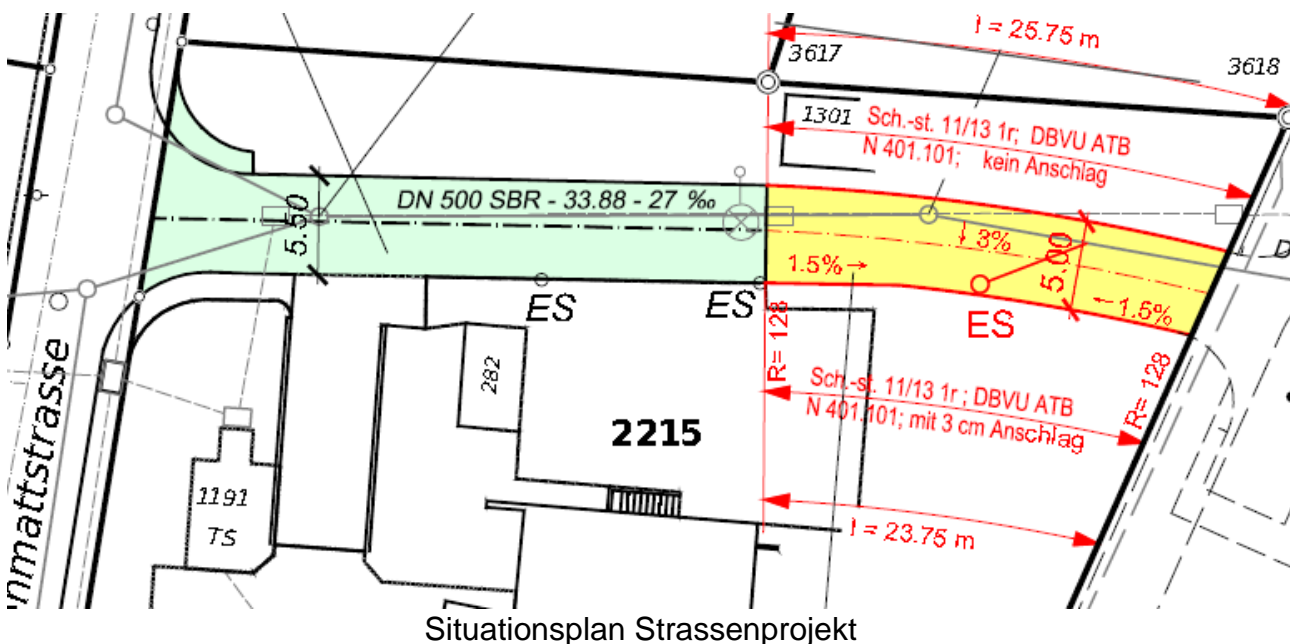 l = 25.75 m
3617
3618
1301
Sch.-st. 11/13 1r; DBVU ATB
N 401.101; kein Anschlag
DN 500 SBR - 33.88 - 27 ‰
5.50
3%
5.00
1.5%
1.5%
ES
ES
ES
R= 128
R= 128
282
Sch.-st. 11/13 1r ; DBVU ATB
N 401.101; mit 3 cm Anschlag
2215
1191
TS
l = 23.75 m
nmattstrasse
D
Situationsplan Strassenprojekt